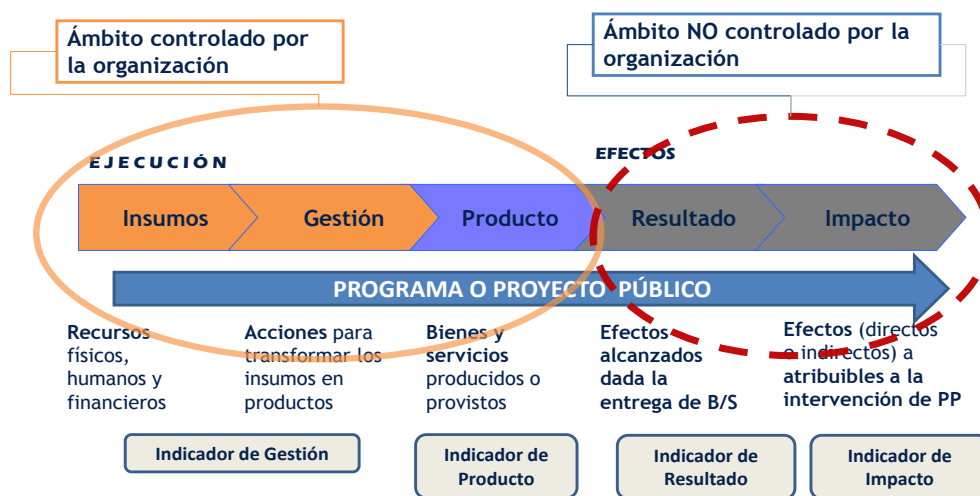 Ámbito controlado por
la organización
Ámbito NO controlado por la
organización
EJECUCIÓN
EFECTOS
Insumos
Gestión
Producto
Resultado
Impacto
PROGRAMA O PROYECTO PÚBLICO
Recursos
físicos,
humanos y
financieros
Acciones para
transformar los
insumos en
productos
Bienes y
servicios
producidos o
provistos
Efectos
alcanzados
dada la
entrega de B/S
Efectos (directos
o indirectos) a
atribuibles a la
intervención de PP
Indicador de Gestión
Indicador de
Producto
Indicador de
Resultado
Indicador de
Impacto